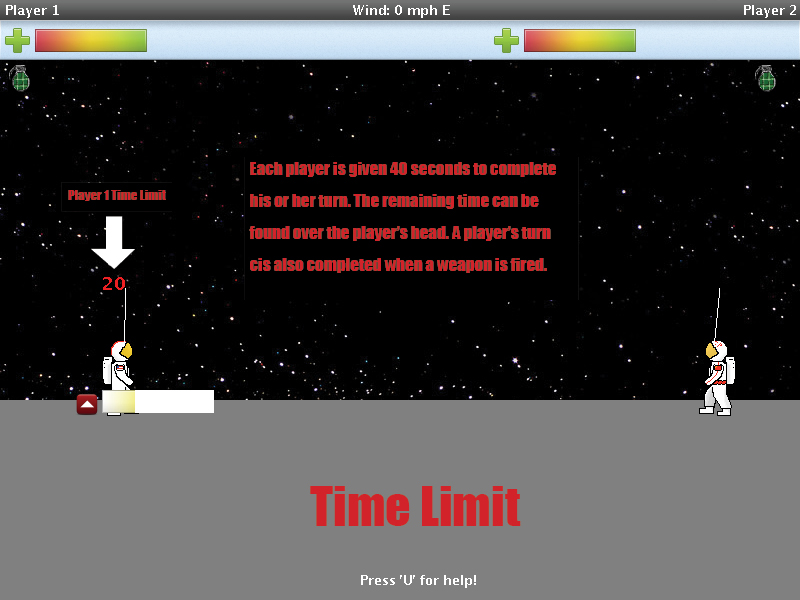 Player 1 Wind: 0 mph E Player 2
Each player is given 40 seconds to complete
his or her turn. The remaining time can be
found over the player's head. A player's turn
cis also completed when a weapon is fired.
Player 1 Time Limit
20
Time Limit
Press 'U' for help!